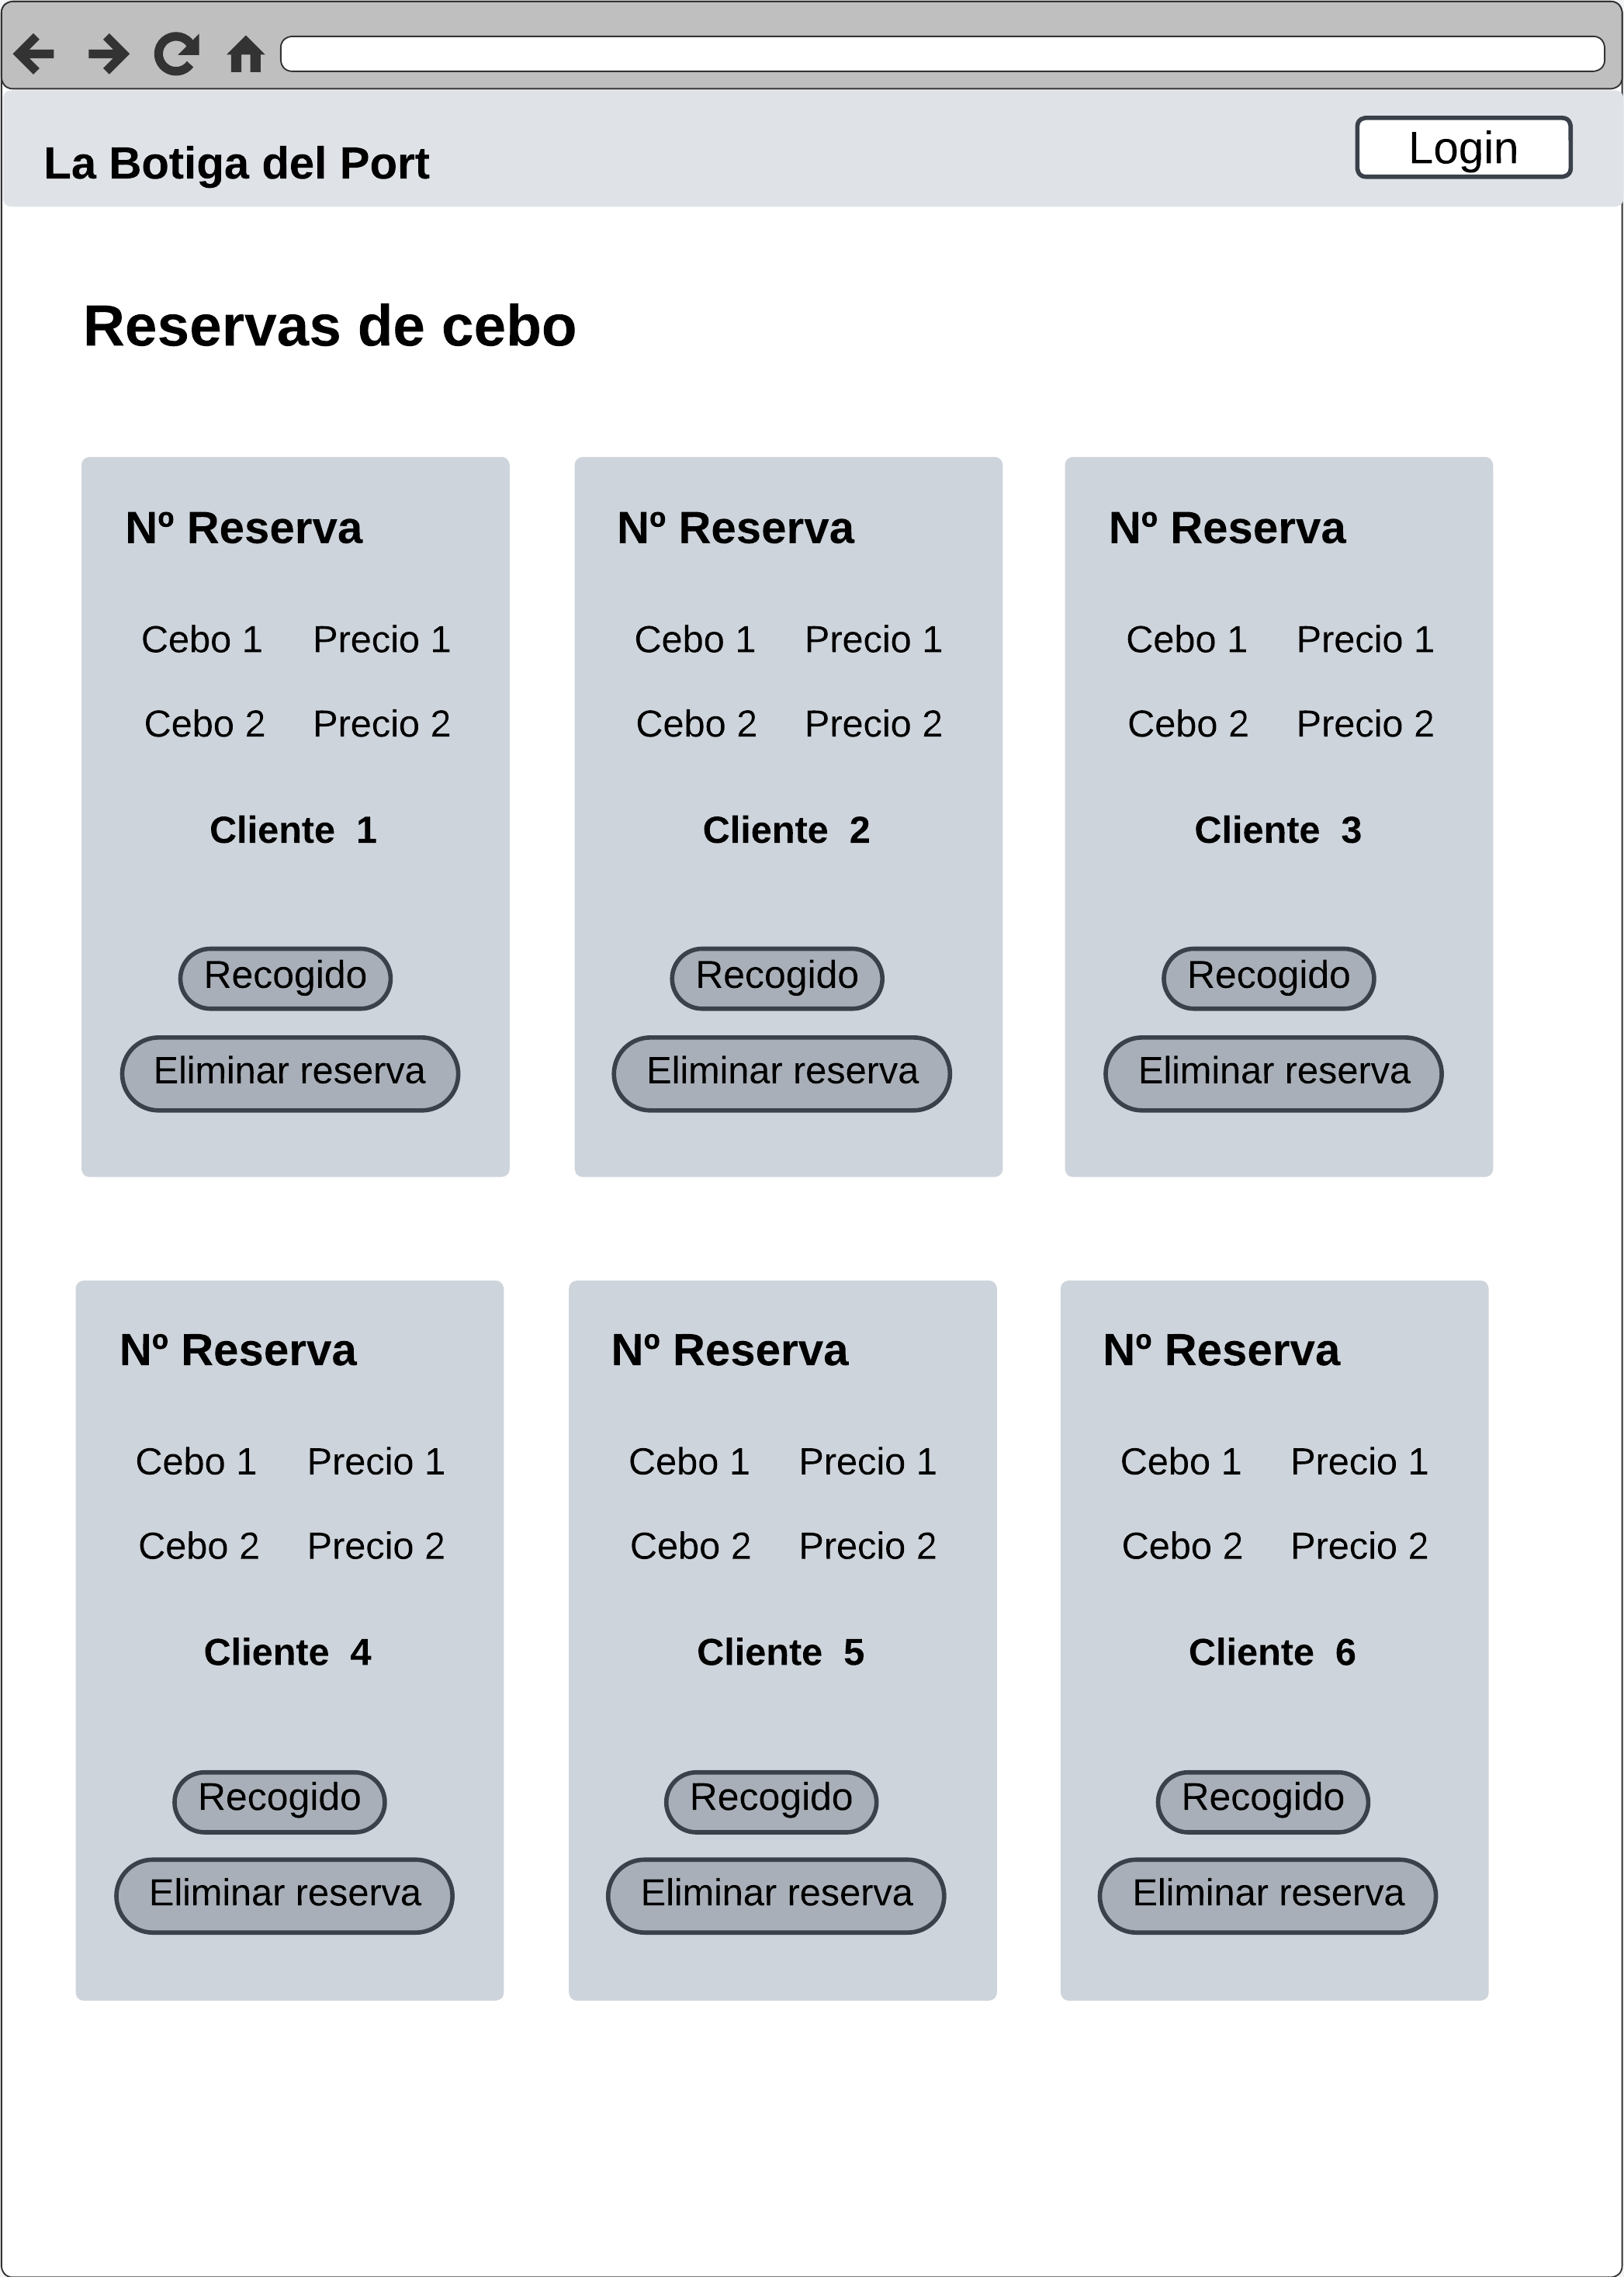 La Botiga del Port
Login
Reservas de cebo
Nº Reserva
Cebo 1 Precio 1
Cebo 2 Precio 2
Cliente 1
Recogido
Eliminar reserva
Nº Reserva
Cebo 1 Precio 1
Cebo 2 Precio 2
Cliente 2
Recogido
Eliminar reserva
Nº Reserva
Cebo 1 Precio 1
Cebo 2 Precio 2
Cliente 3
Recogido
Eliminar reserva
Nº Reserva
Cebo 1 Precio 1
Cebo 2 Precio 2
Cliente 4
Recogido
Eliminar reserva
Nº Reserva
Cebo 1 Precio 1
Cebo 2 Precio 2
Cliente 5
Recogido
Eliminar reserva
Nº Reserva
Cebo 1 Precio 1
Cebo 2 Precio 2
Cliente 6
Recogido
Eliminar reserva